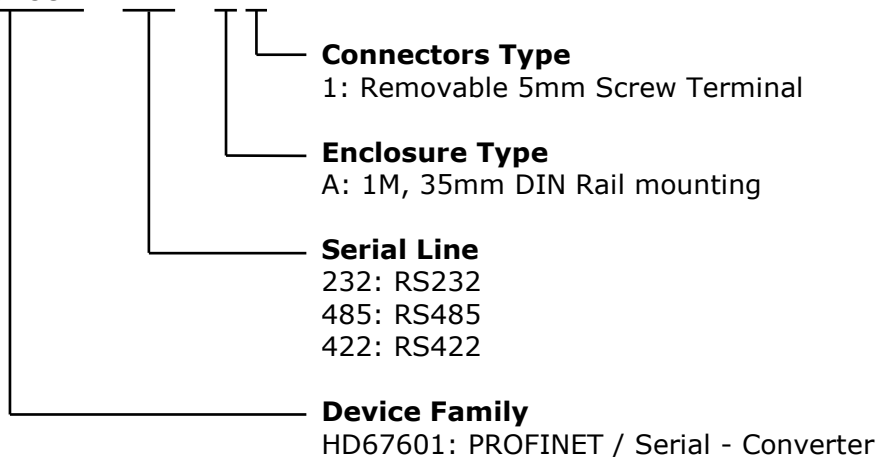 Connectors Type
1: Removable 5mm Screw Terminal
Enclosure Type
A: 1M, 35mm DIN Rail mounting
Serial Line
232: RS232
485: RS485
422: RS422
Device Family
HD67601: PROFINET / Serial - Converter